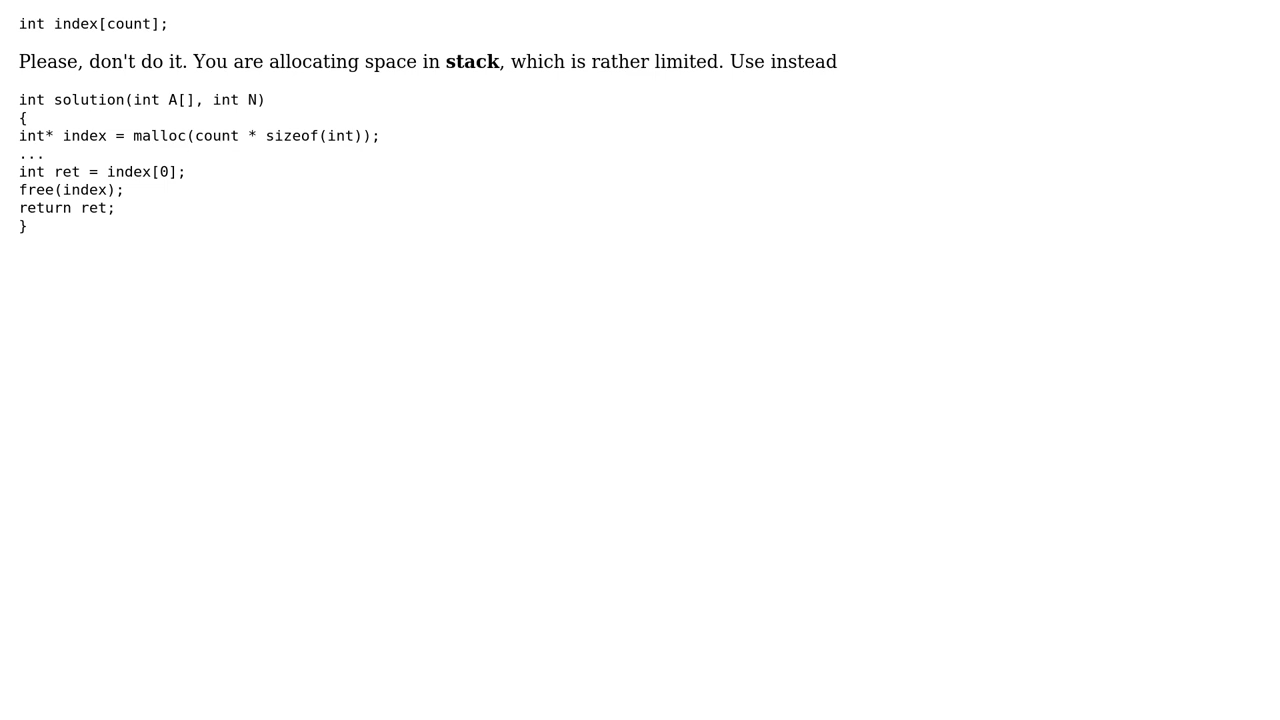 int index[count];
Please, don't do it. You are allocating space in stack, which is rather limited. Use instead
int solution(int A[], int N)
{
int* index = malloc(count * sizeof(int));
...
int ret = index[0];
free(index);
return ret;
}